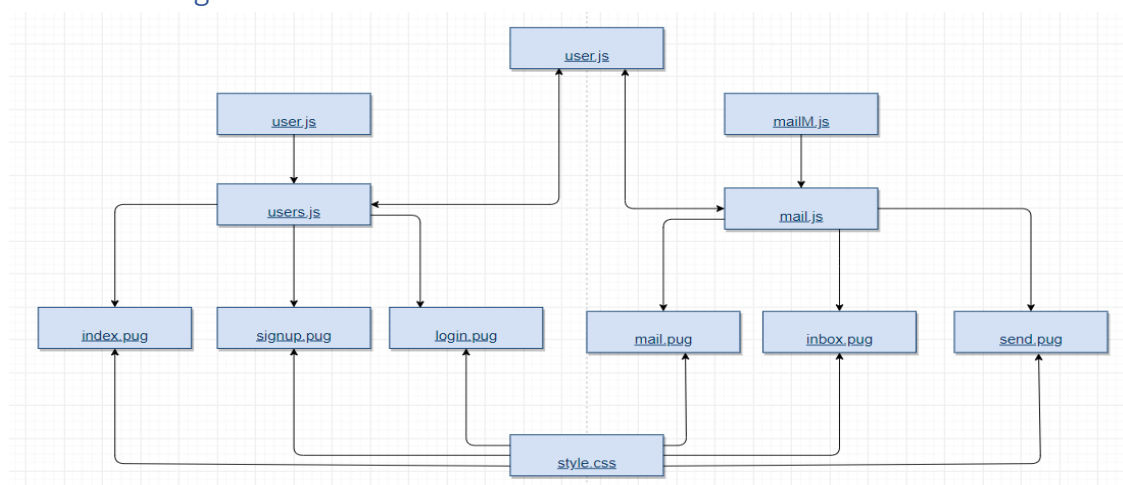 user.js
user.js
mailM.js
users.js
mail.js
index.pug
signup.pug
login.pug
mail.pug
inbox.pug
send.pug
style.css